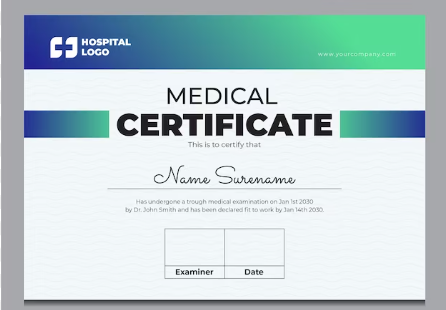 HOSPITAL
LOGO
www.yourcompany.com
MEDICAL
CERTIFICATE
This is to certify that
Name Surename
Has undergone a trough medical examination on Jan 1st 2030
by Dr. John Smith and has been declared fit to work by Jan 14th 2030.
Examiner Date